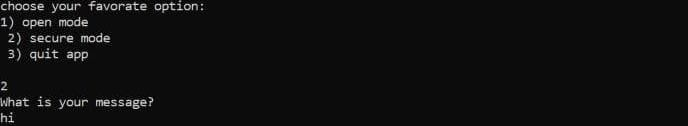 choose your favorate option:
1) open mode
2) secure mode
3) quit app
2
What is your message?
hi